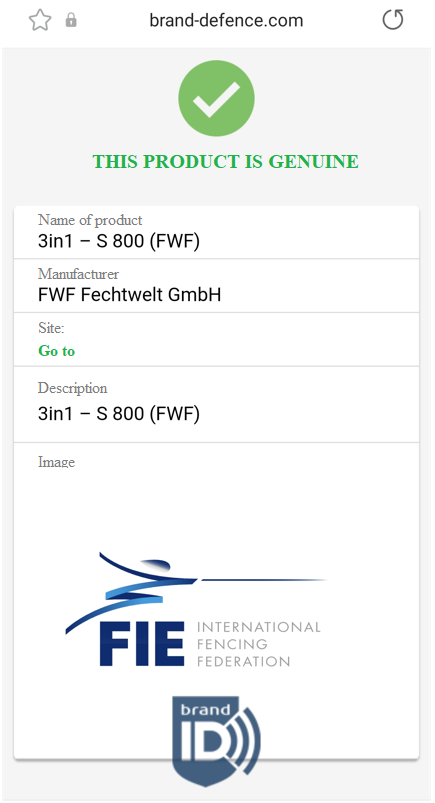 brand-defence.com
THIS PRODUCT IS GENUINE
Name of product
3in1 – S 800 (FWF)
Manufacturer
FWF Fechtwelt GmbH
Site:
Go to
Description
3in1 – S 800 (FWF)
Image
FIE
INTERNATIONAL
FENCING
FEDERATION
brand
ID